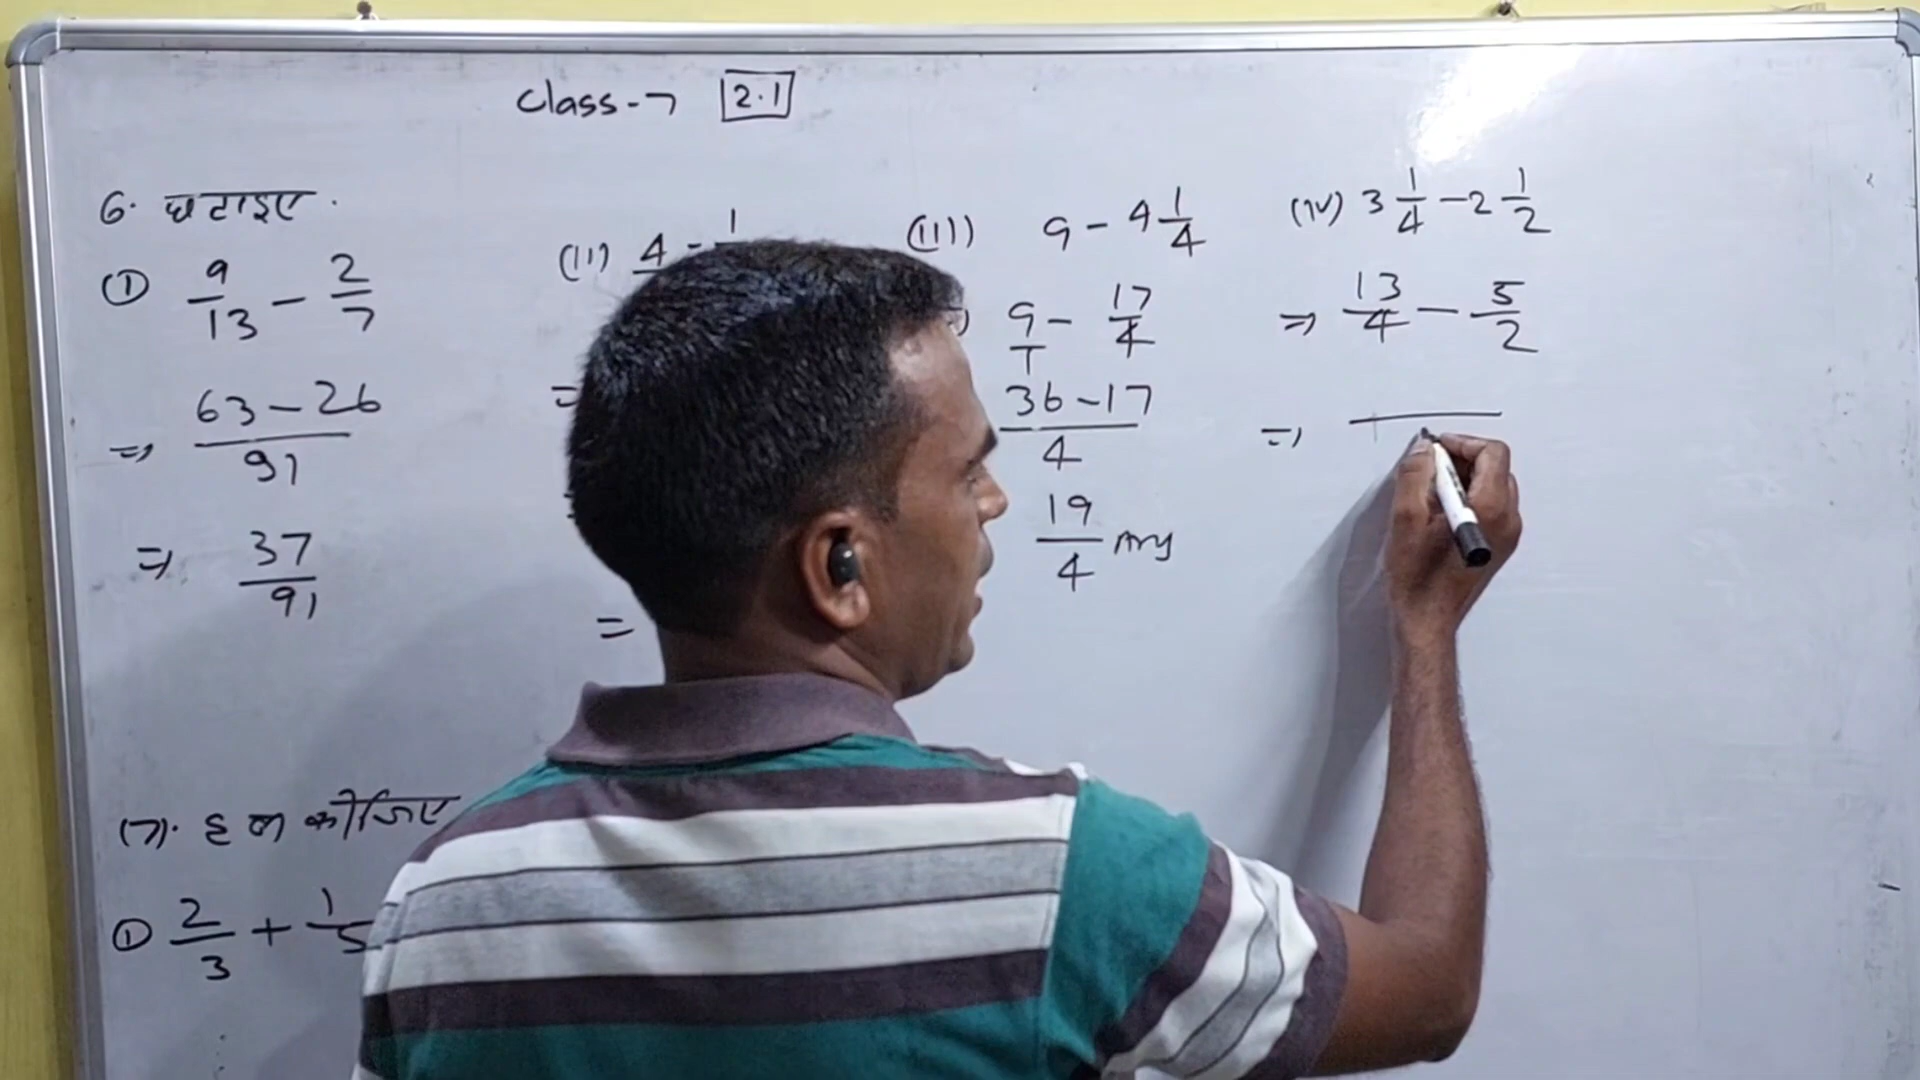 Class-7 2.1
6. घटाइए.
① 9/13 - 2/7
=> 63-26/91
=> 37/91
(ii) 4 - 1
=
=
(iii) 9 - 4 1/4
9/1 - 17/4
36-17/4
19/4 Ans
(iv) 3 1/4 - 2 1/2
=> 13/4 - 5/2
=>
(7). हल कीजिए
① 2/3 + 1/5